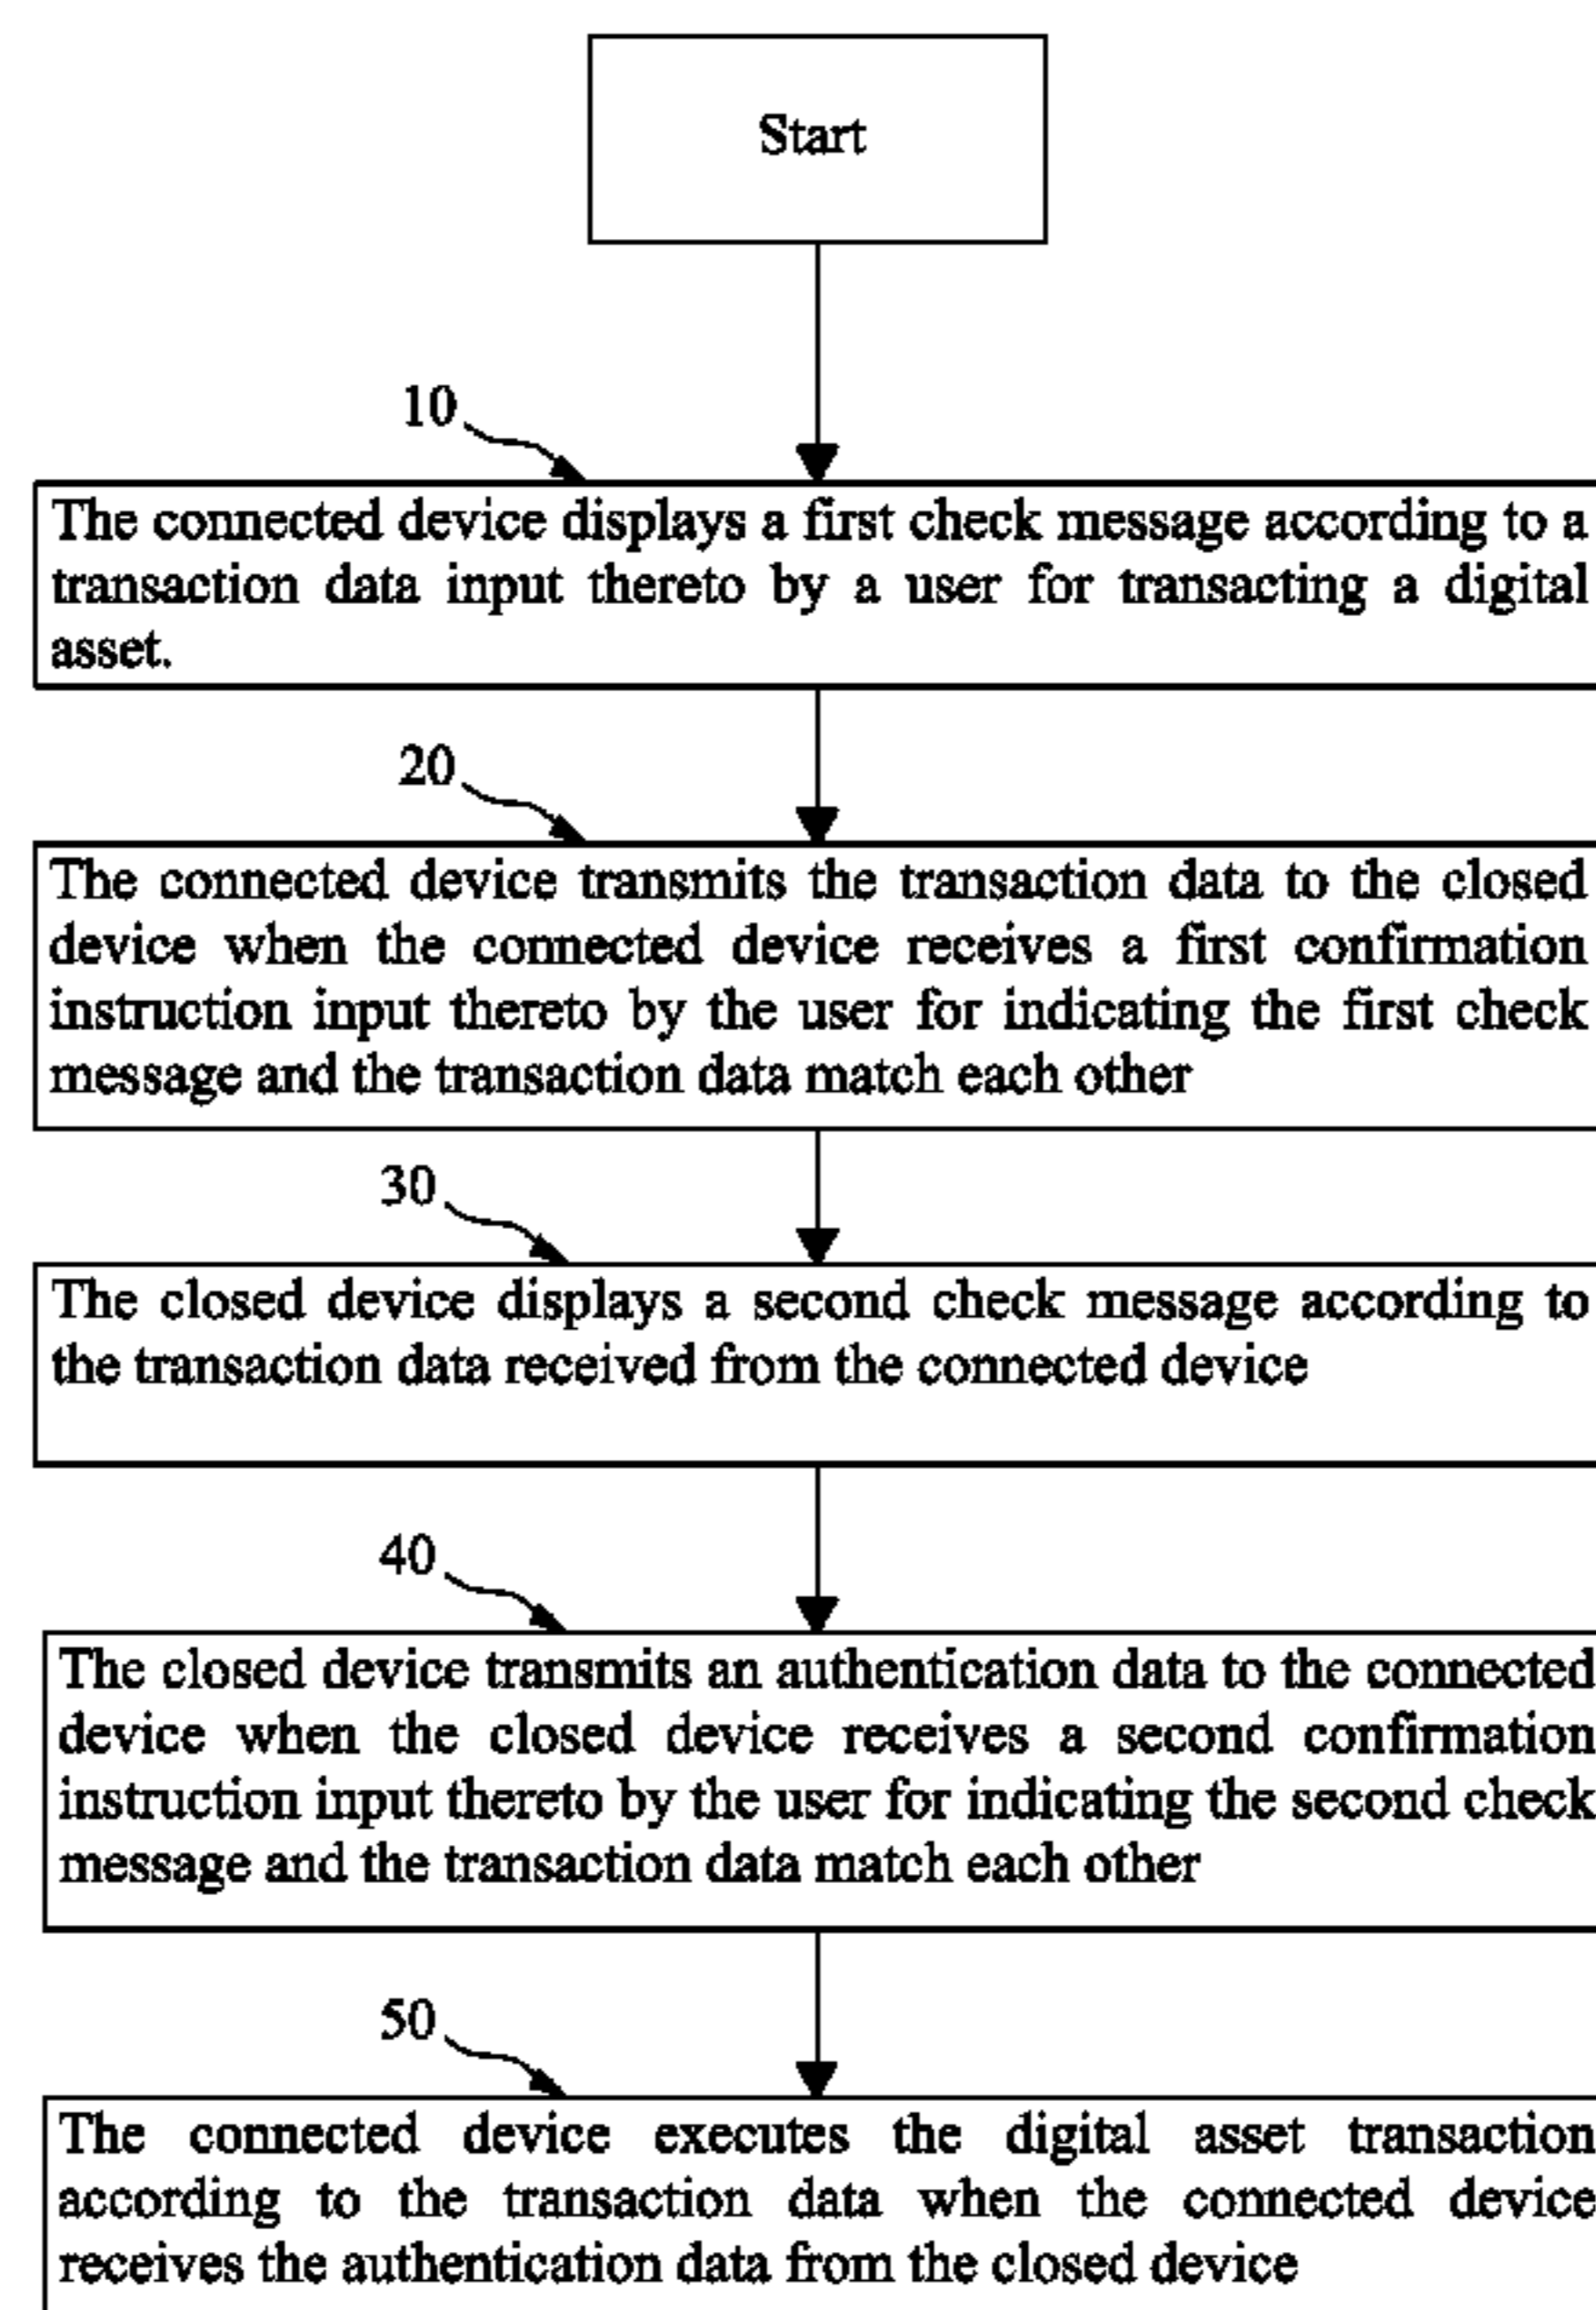 Start
10
The connected device displays a first check message according to a
transaction data input thereto by a user for transacting a digital
asset.
20
The connected device transmits the transaction data to the closed
device when the connected device receives a first confirmation
instruction input thereto by the user for indicating the first check
message and the transaction data match each other
30
The closed device displays a second check message according to
the transaction data received from the connected device
40
The closed device transmits an authentication data to the connected
device when the closed device receives a second confirmation
instruction input thereto by the user for indicating the second check
message and the transaction data match each other
50
The connected device executes the digital asset transaction
according to the transaction data when the connected device
receives the authentication data from the closed device